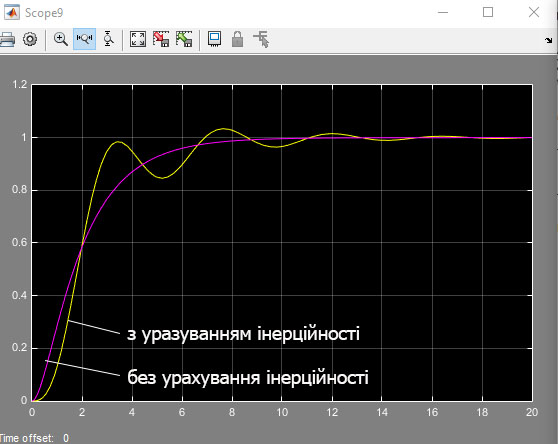 Scope9
1.2
1
0.8
0.6
0.4
0.2
0
0 2 4 6 8 10 12 14 16 18 20
з уразуванням інерційності
без урахування інерційності
Time offset: 0